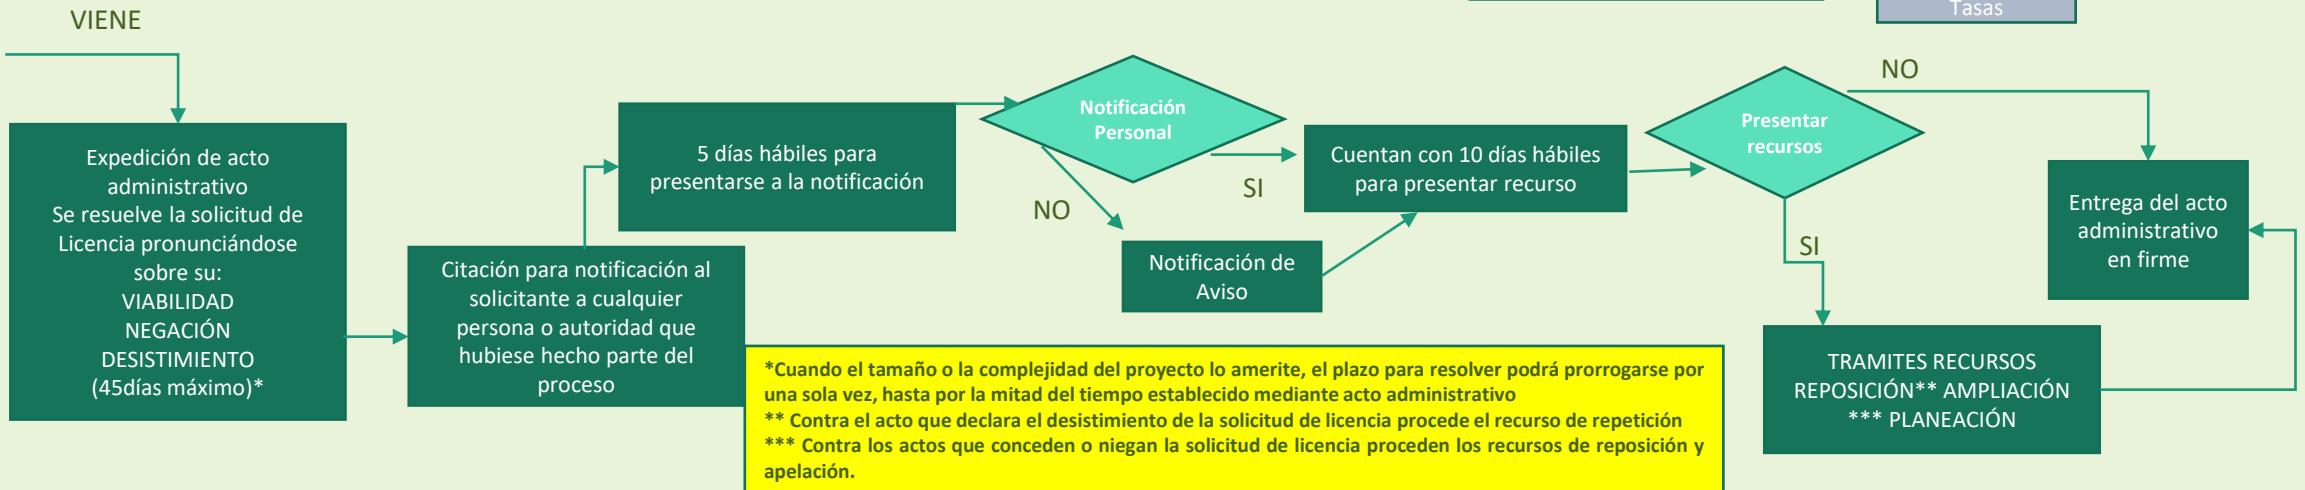 VIENE
Tasas
Expedición de acto
administrativo
Se resuelve la solicitud de
Licencia pronunciándose
sobre su:
VIABILIDAD
NEGACIÓN
DESISTIMIENTO
(45días máximo)*
Citación para notificación al
solicitante a cualquier
persona o autoridad que
hubiese hecho parte del
proceso
5 días hábiles para
presentarse a la notificación
Notificación
Personal
NO
SI
Notificación de
Aviso
Cuentan con 10 días hábiles
para presentar recurso
Presentar
recursos
NO
SI
Entrega del acto
administrativo
en firme
TRAMITES RECURSOS
REPOSICIÓN** AMPLIACIÓN
*** PLANEACIÓN
*Cuando el tamaño o la complejidad del proyecto lo amerite, el plazo para resolver podrá prorrogarse por
una sola vez, hasta por la mitad del tiempo establecido mediante acto administrativo
** Contra el acto que declara el desistimiento de la solicitud de licencia procede el recurso de repetición
*** Contra los actos que conceden o niegan la solicitud de licencia proceden los recursos de reposición y
apelación.